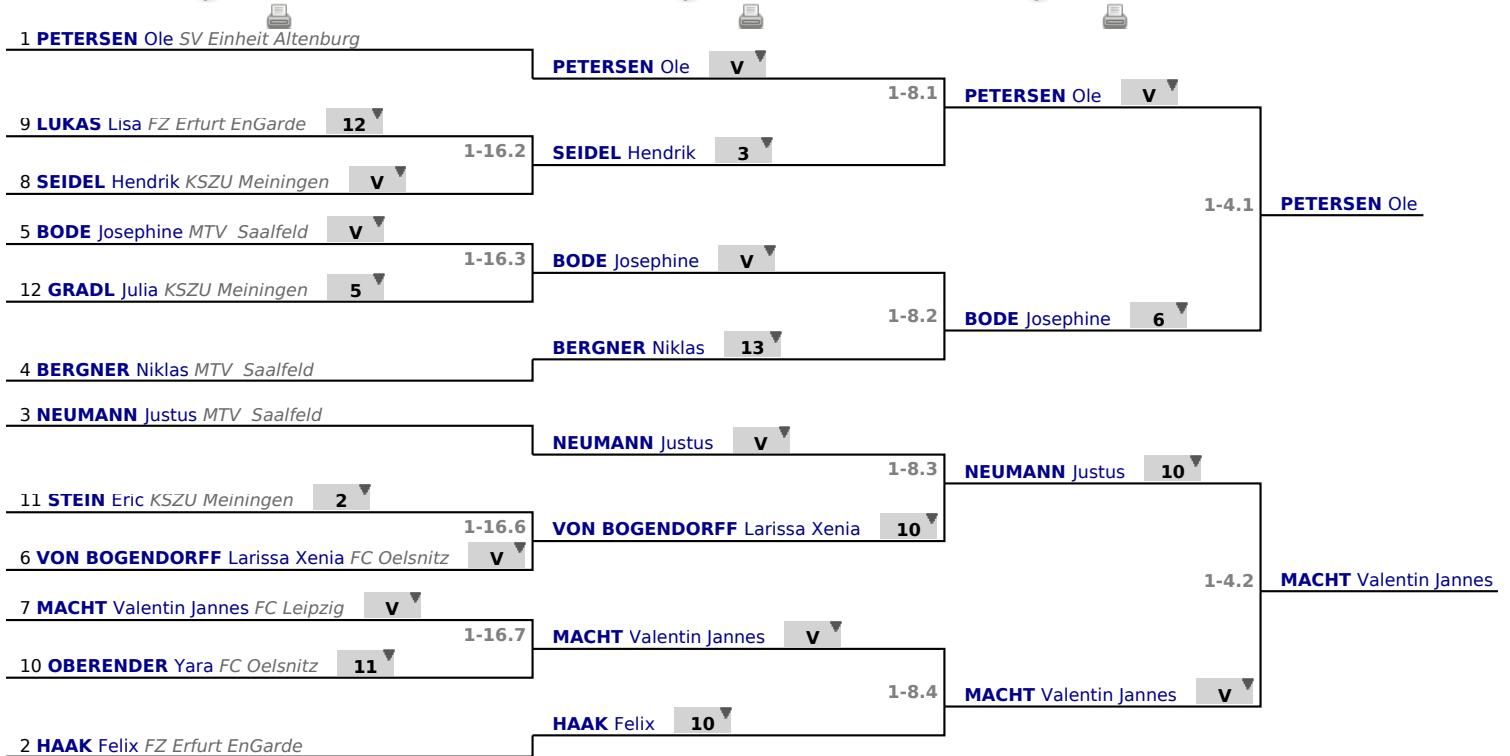 1 PETERSEN Ole SV Einheit Altenburg
PETERSEN Ole V
1-8.1
PETERSEN Ole V
9 LUKAS Lisa FZ Erfurt EnGarde 12
1-16.2
SEIDEL Hendrik 3
8 SEIDEL Hendrik KSZU Meiningen V
1-4.1
PETERSEN Ole
5 BODE Josephine MTV Saalfeld V
1-16.3
BODE Josephine V
12 GRADL Julia KSZU Meiningen 5
1-8.2
BODE Josephine 6
BERGNER Niklas 13
4 BERGNER Niklas MTV Saalfeld
3 NEUMANN Justus MTV Saalfeld
NEUMANN Justus V
1-8.3
NEUMANN Justus 10
11 STEIN Eric KSZU Meiningen 2
1-16.6
VON BOGENDORFF Larissa Xenia 10
6 VON BOGENDORFF Larissa Xenia FC Oelsnitz V
1-4.2
MACHT Valentin Jannes
7 MACHT Valentin Jannes FC Leipzig V
1-16.7
MACHT Valentin Jannes V
10 OBERENDER Yara FC Oelsnitz 11
1-8.4
MACHT Valentin Jannes V
HAAK Felix 10
2 HAAK Felix FZ Erfurt EnGarde